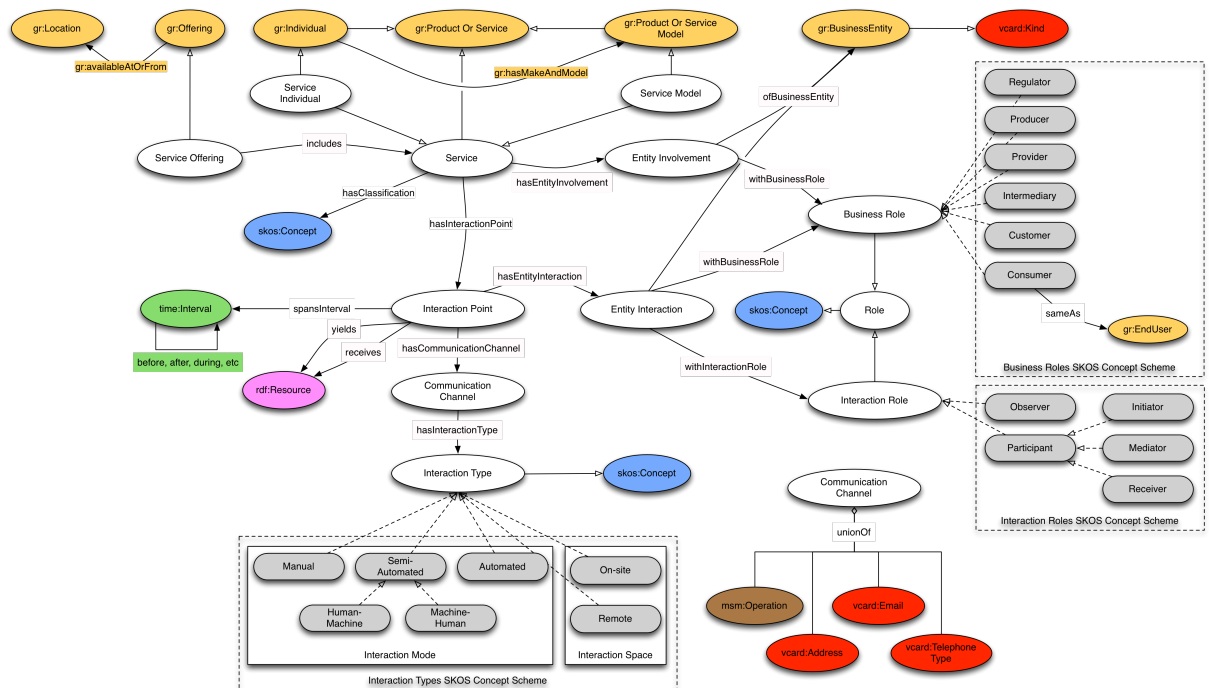 gr:Location
gr:Offering
gr:Individual
gr:Product Or Service
gr:Product Or Service
Model
gr:BusinessEntity
vcard:Kind
gr:availableAtOrFrom
gr:hasMakeAndModel
Service
Individual
Service Model
ofBusinessEntity
Regulator
Producer
Provider
Intermediary
Customer
Consumer
sameAs
gr:EndUser
Business Roles SKOS Concept Scheme
Service Offering
includes
Service
Entity Involvement
hasEntityInvolvement
withBusinessRole
hasClassification
skos:Concept
hasInteractionPoint
Business Role
withBusinessRole
hasEntityInteraction
time:Interval
spansInterval
Interaction Point
Entity Interaction
skos:Concept
Role
before, after, during, etc
yields
receives
hasCommunicationChannel
rdf:Resource
Communication
Channel
withInteractionRole
Interaction Role
hasInteractionType
Interaction Type
skos:Concept
Observer
Initiator
Participant
Mediator
Receiver
Interaction Roles SKOS Concept Scheme
Communication
Channel
unionOf
msm:Operation
vcard:Email
vcard:Address
vcard:Telephone
Type
Manual
Semi-
Automated
Automated
On-site
Human-
Machine
Machine-
Human
Remote
Interaction Mode
Interaction Space
Interaction Types SKOS Concept Scheme